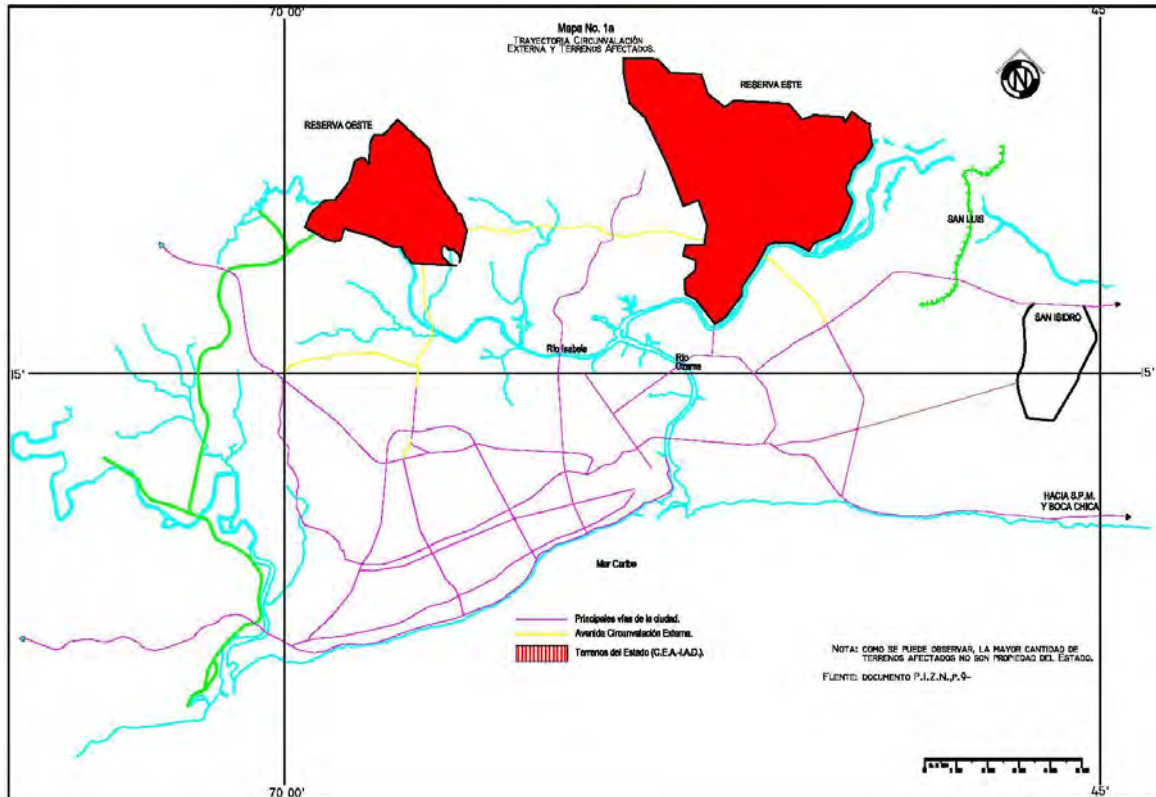 70 00'
45'
Mapa No. 1a
TRAYECTORIA CIRCUNVALACIÓN
EXTERNA Y TERRENOS AFECTADOS.
N
RESERVA ESTE
RESERVA OESTE
SAN LUIS
SAN ISIDRO
Río Isabela
Río
Ozama
15'
15'
HACIA S.P.M.
Y BOCA CHICA
Mar Caribe
Principales vías de la ciudad.
Avenida Circunvalación Externa.
Terrenos del Estado (C.E.A.-I.A.D.).
NOTA: COMO SE PUEDE OBSERVAR, LA MAYOR CANTIDAD DE
TERRENOS AFECTADOS NO SON PROPIEDAD DEL ESTADO.
FUENTE: DOCUMENTO P.I.Z.N.,P.9-
70 00'
45'